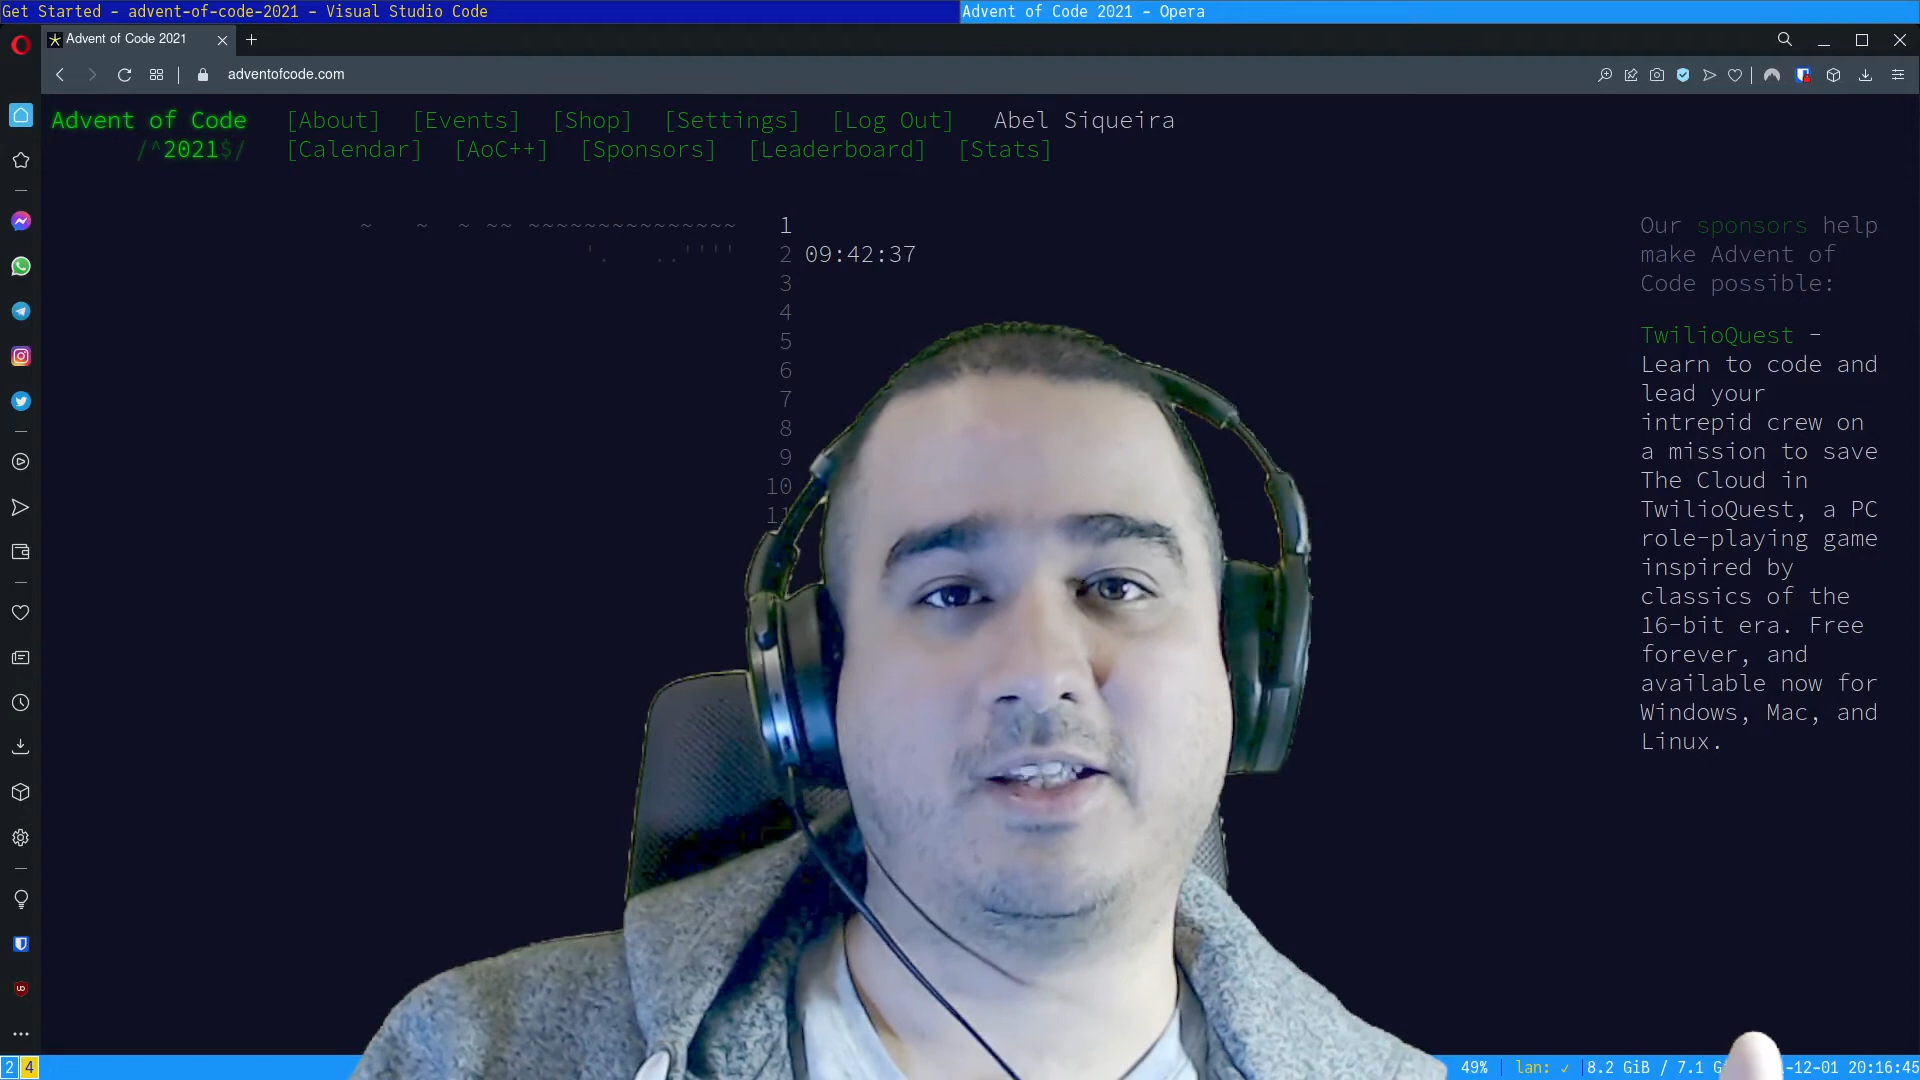 Get Started - advent-of-code-2021 - Visual Studio Code
Advent of Code 2021 - Opera
Advent of Code 2021
adventofcode.com
Advent of Code [About] [Events] [Shop] [Settings] [Log Out] Abel Siqueira
/^2021$/ [Calendar] [AoC++] [Sponsors] [Leaderboard] [Stats]
~ ~ ~ ~~ ~~~~~~~~~~~~~~~ 1
'. ..'''' 2 09:42:37
3
4
5
6
7
8
9
10
Our sponsors help
make Advent of
Code possible:
TwilioQuest -
Learn to code and
lead your
intrepid crew on
a mission to save
The Cloud in
TwilioQuest, a PC
role-playing game
inspired by
classics of the
16-bit era. Free
forever, and
available now for
Windows, Mac, and
Linux.
2 4
49% lan: ✓ 8.2 GiB / 7.1 -12-01 20:16:45